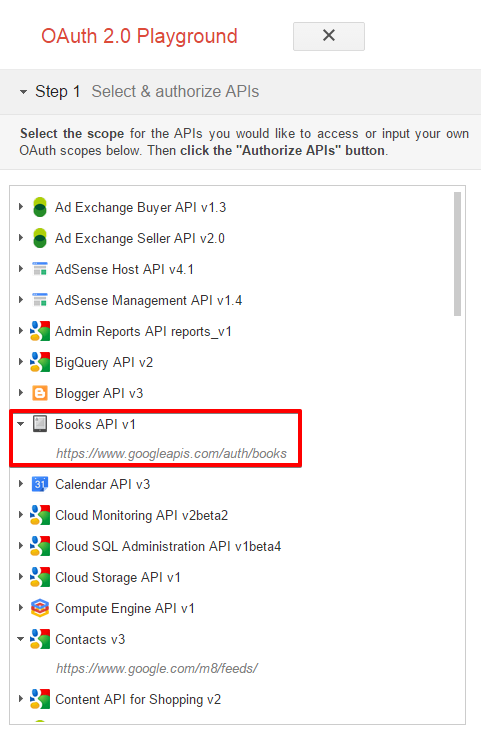 OAuth 2.0 Playground
Step 1 Select & authorize APIs
Select the scope for the APIs you would like to access or input your own
OAuth scopes below. Then click the "Authorize APIs" button.
Ad Exchange Buyer API v1.3
Ad Exchange Seller API v2.0
AdSense Host API v4.1
AdSense Management API v1.4
Admin Reports API reports_v1
BigQuery API v2
Blogger API v3
Books API v1
https://www.googleapis.com/auth/books
Calendar API v3
Cloud Monitoring API v2beta2
Cloud SQL Administration API v1beta4
Cloud Storage API v1
Compute Engine API v1
Contacts v3
https://www.google.com/m8/feeds/
Content API for Shopping v2